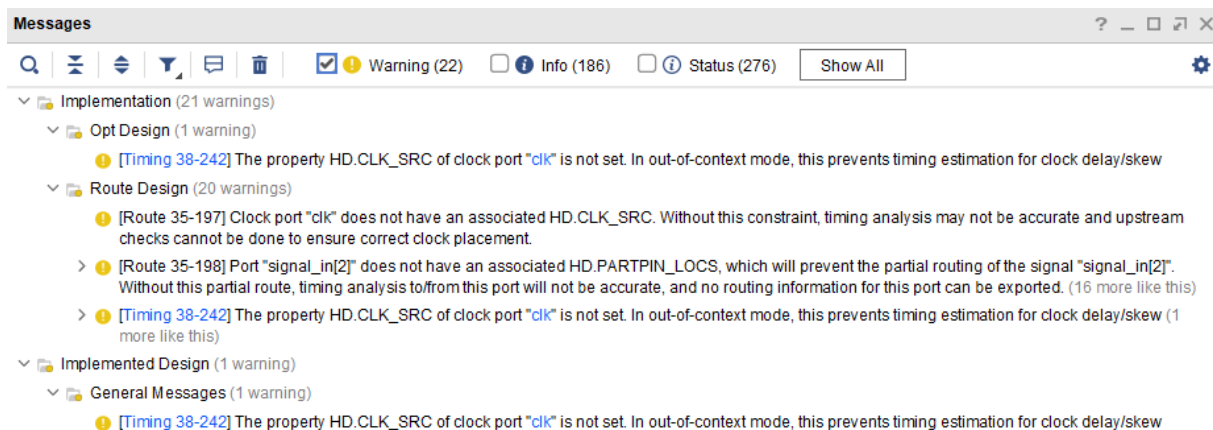 Messages
Warning (22) Info (186) Status (276) Show All
Implementation (21 warnings)
Opt Design (1 warning)
[Timing 38-242] The property HD.CLK_SRC of clock port "clk" is not set. In out-of-context mode, this prevents timing estimation for clock delay/skew
Route Design (20 warnings)
[Route 35-197] Clock port "clk" does not have an associated HD.CLK_SRC. Without this constraint, timing analysis may not be accurate and upstream
checks cannot be done to ensure correct clock placement.
[Route 35-198] Port "signal_in[2]" does not have an associated HD.PARTPIN_LOCS, which will prevent the partial routing of the signal "signal_in[2]".
Without this partial route, timing analysis to/from this port will not be accurate, and no routing information for this port can be exported. (16 more like this)
[Timing 38-242] The property HD.CLK_SRC of clock port "clk" is not set. In out-of-context mode, this prevents timing estimation for clock delay/skew (1
more like this)
Implemented Design (1 warning)
General Messages (1 warning)
[Timing 38-242] The property HD.CLK_SRC of clock port "clk" is not set. In out-of-context mode, this prevents timing estimation for clock delay/skew